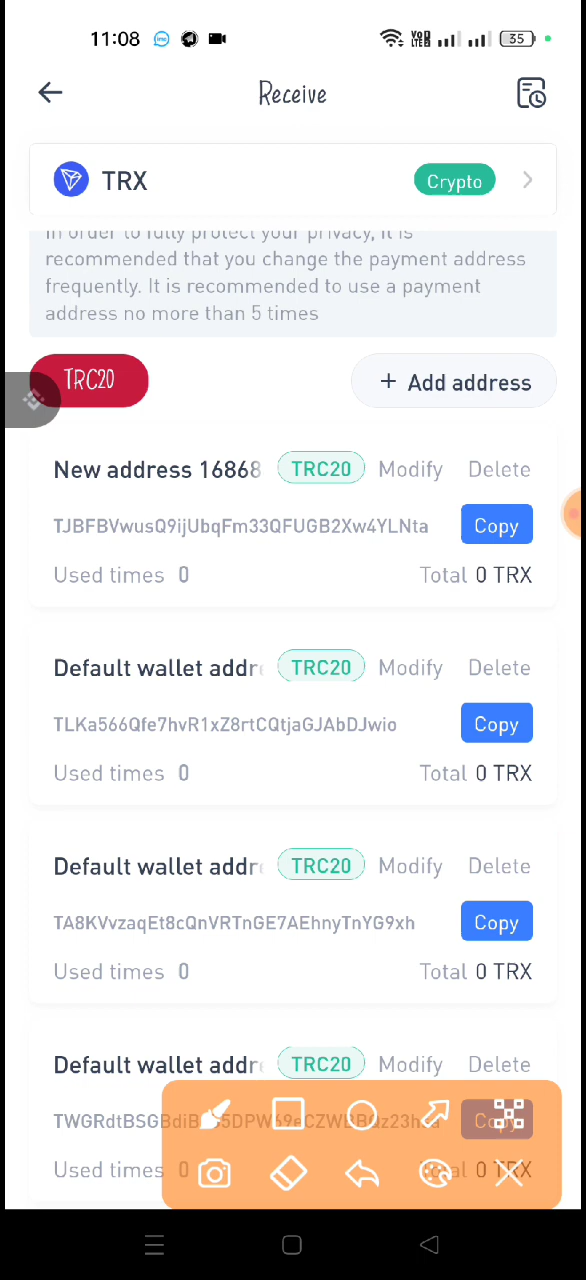 11:08
35
Receive
TRX
Crypto
In order to fully protect your privacy, it is
recommended that you change the payment address
frequently. It is recommended to use a payment
address no more than 5 times
TRC20
+ Add address
New address 16868 TRC20 Modify Delete
TJBFBVwusQ9ijUbqFm33QFUGB2Xw4YLNta Copy
Used times 0 Total 0 TRX
Default wallet addr TRC20 Modify Delete
TLKa566Qfe7hvR1xZ8rtCQtjaGJAbDJwio Copy
Used times 0 Total 0 TRX
Default wallet addr TRC20 Modify Delete
TA8KVvzaqEt8cQnVRTnGE7AEhnyTnYG9xh Copy
Used times 0 Total 0 TRX
Default wallet addr TRC20 Modify Delete
Copy
Used times 0 0 TRX